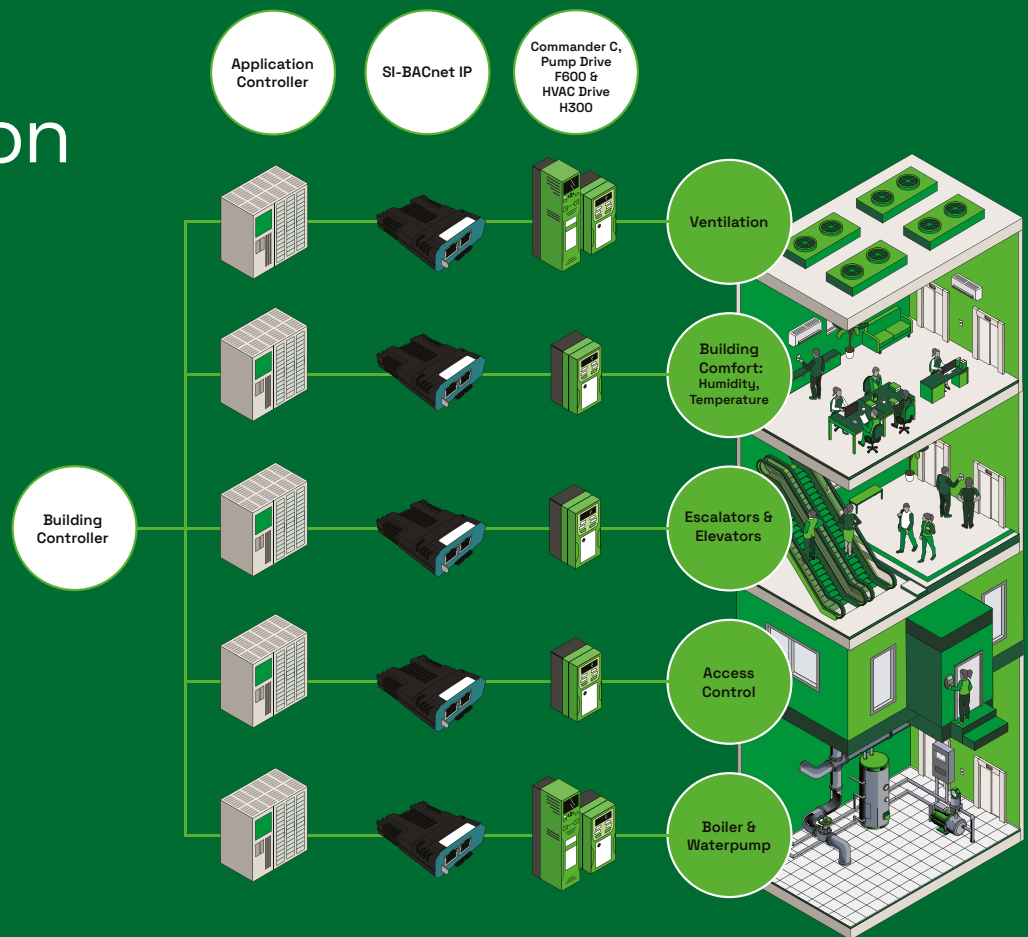 on
Application
Controller
SI-BACnet IP
Commander C,
Pump Drive
F600 &
HVAC Drive
H300
Ventilation
Building
Comfort:
Humidity,
Temperature
Building
Controller
Escalators &
Elevators
Access
Control
Boiler &
Waterpump